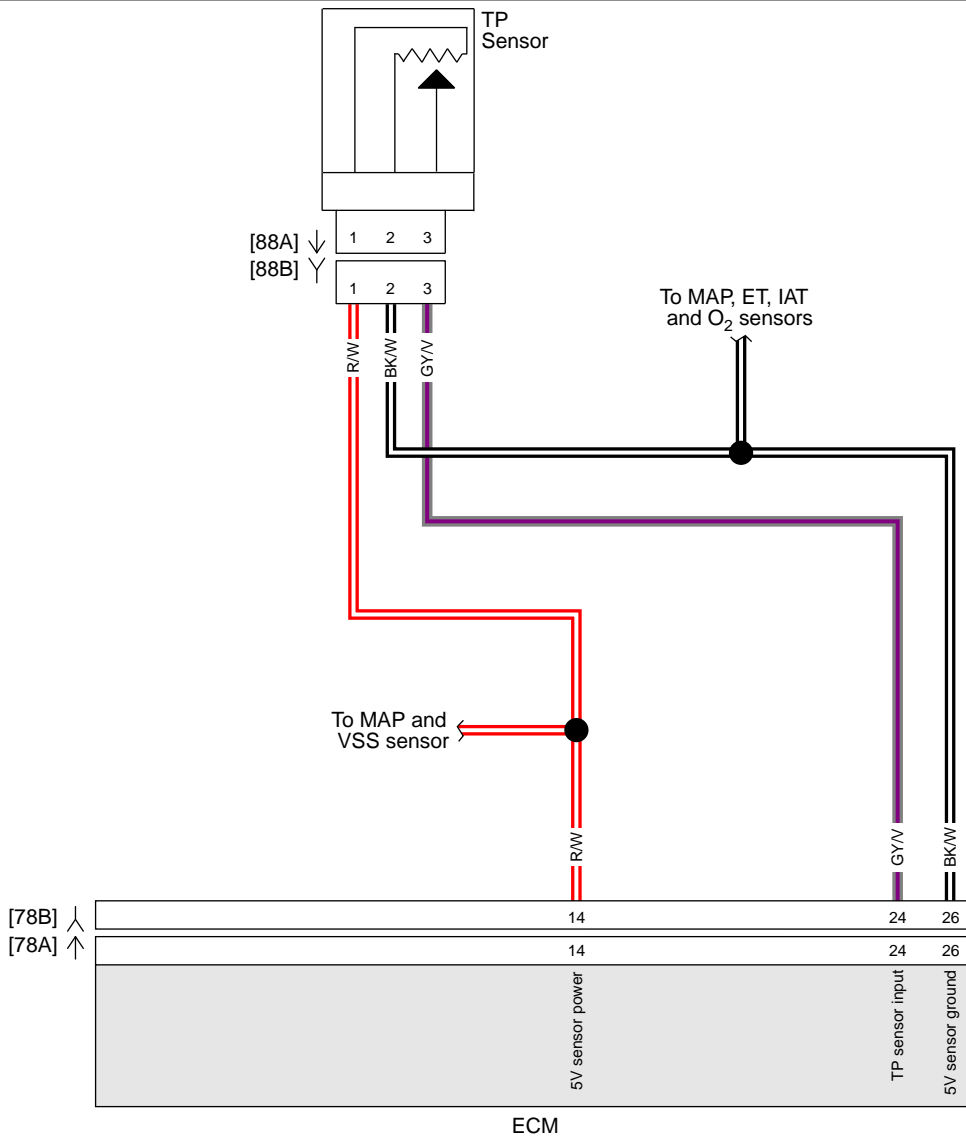 TP
Sensor
[88A]
1 2 3
[88B]
1 2 3
R/W
BK/W
GY/V
To MAP, ET, IAT
and O₂ sensors
To MAP and
VSS sensor
R/W
GY/V
BK/W
[78B]
14 24 26
[78A]
14 24 26
5V sensor power
TP sensor input
5V sensor ground
ECM